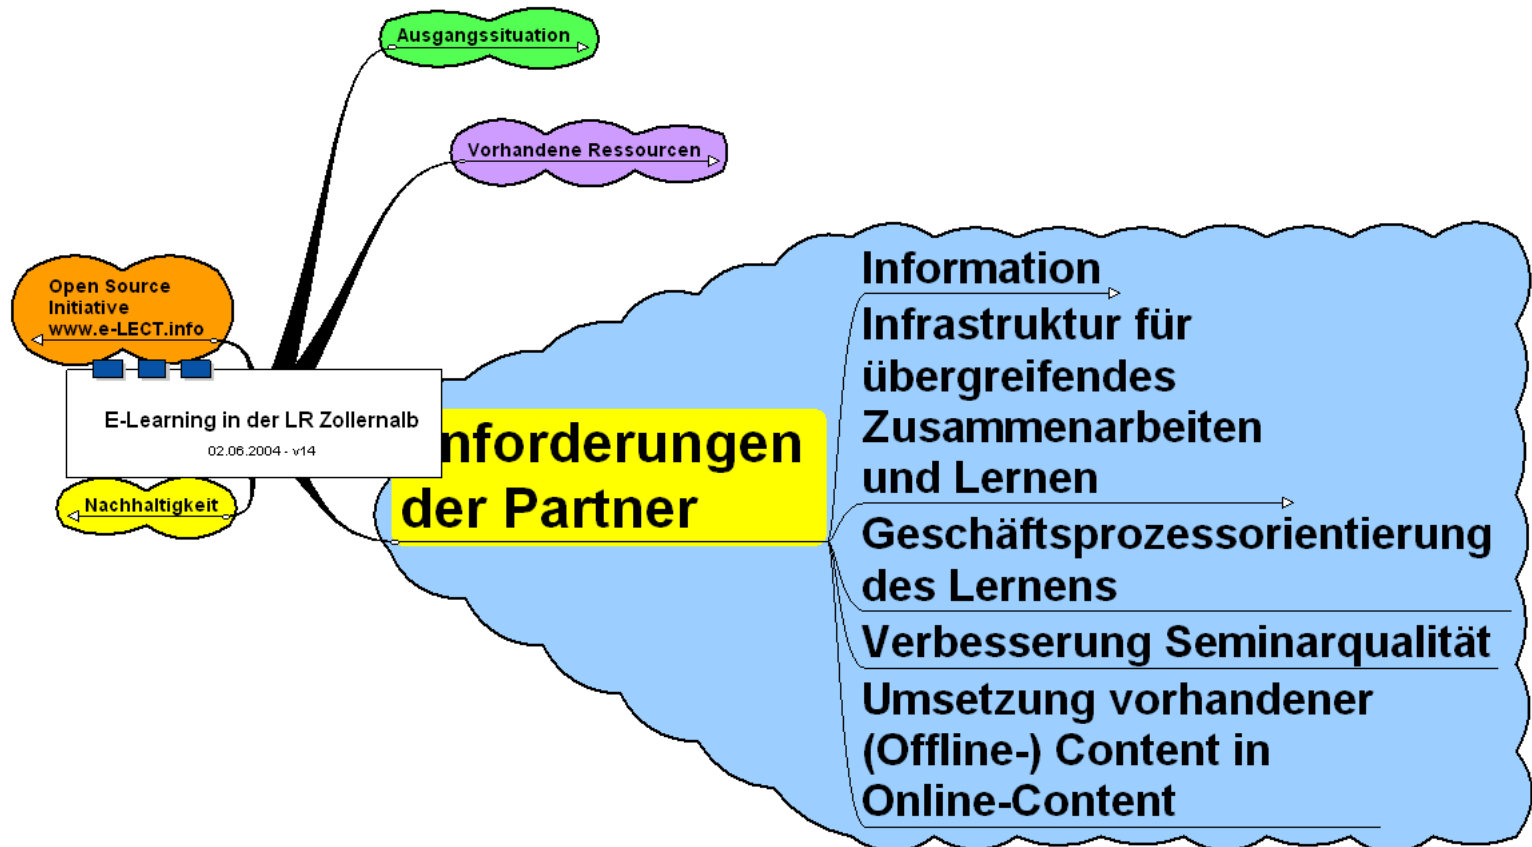 Ausgangssituation
Vorhandene Ressourcen
Open Source
Initiative
www.e-LECT.info
E-Learning in der LR Zollernalb
02.06.2004 - v14
Nachhaltigkeit
nforderungen
der Partner
Information
Infrastruktur für
übergreifendes
Zusammenarbeiten
und Lernen
Geschäftsprozessorientierung
des Lernens
Verbesserung Seminarqualität
Umsetzung vorhandener
(Offline-) Content in
Online-Content